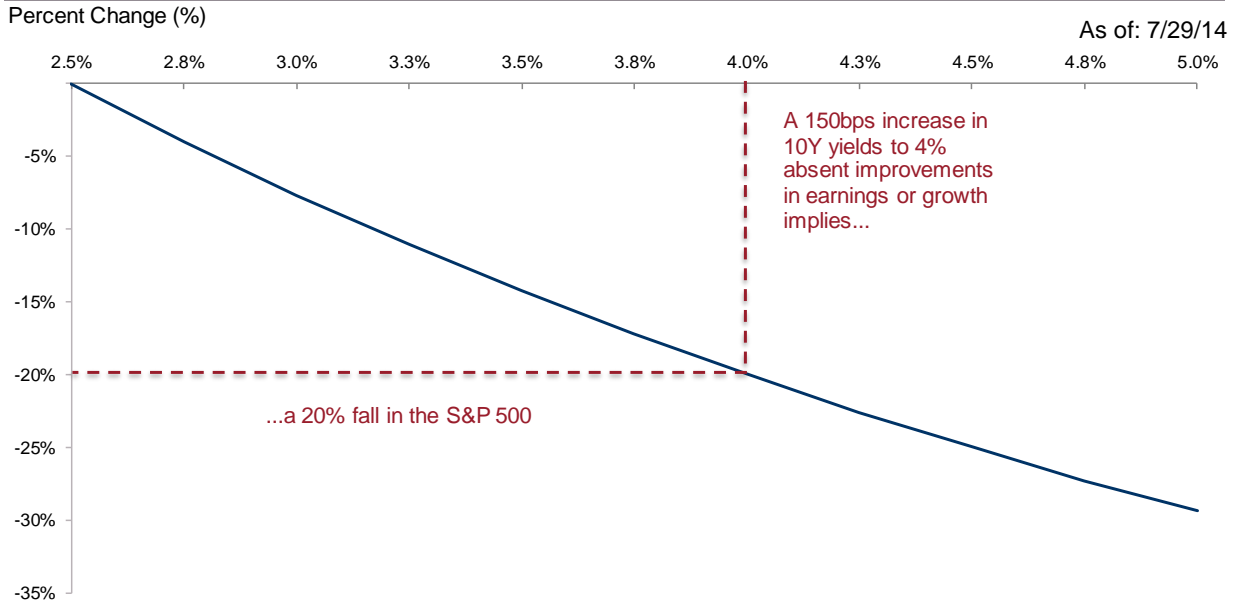 Percent Change (%)
As of: 7/29/14
2.5% 2.8% 3.0% 3.3% 3.5% 3.8% 4.0% 4.3% 4.5% 4.8% 5.0%
A 150bps increase in
10Y yields to 4%
absent improvements
in earnings or growth
implies...
-5%
-10%
-15%
-20%
...a 20% fall in the S&P 500
-25%
-30%
-35%